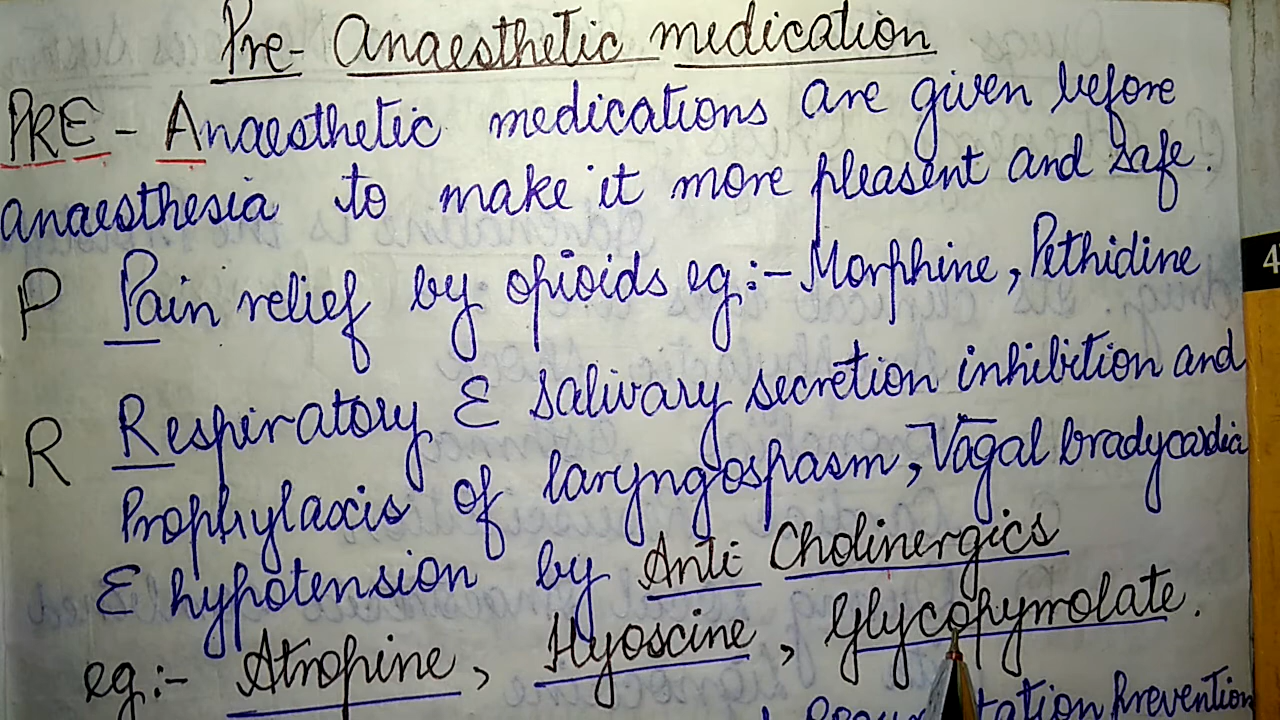 Pre- Anaesthetic medication
PRE - Anaesthetic medications are given before
anaesthesia to make it more pleasent and safe.
P Pain relief by opioids eg:- Morphine, Pethidine
R Respiratory & salivary secretion inhibition and
Prophylaxis of laryngospasm, Vagal bradycardia
& hypotension by Anti Cholinergics
eg:- Atropine, Hyoscine, Glycopyrrolate.
Prevention
4